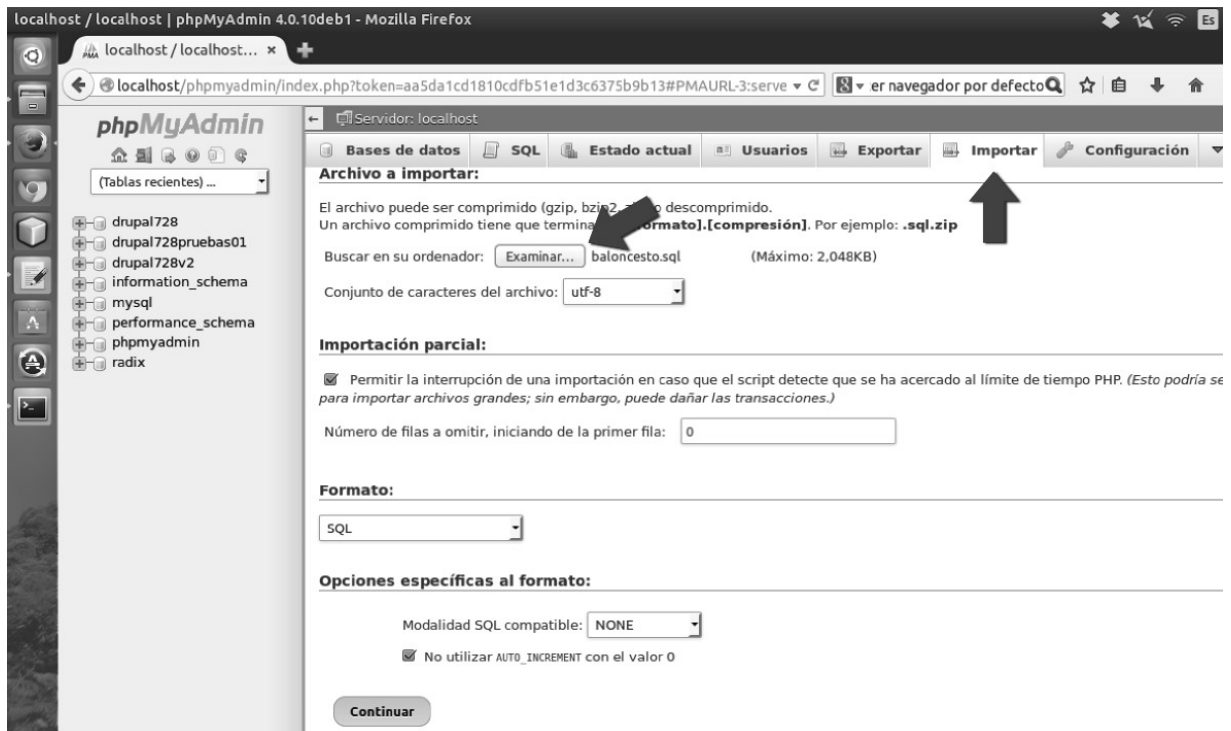 localhost / localhost | phpMyAdmin 4.0.10deb1 - Mozilla Firefox
Es
localhost / localhost... ×
localhost/phpmyadmin/index.php?token=aa5da1cd1810cdfb51e1d3c6375b9b13#PMAURL-3:serve
er navegador por defecto
phpMyAdmin
(Tablas recientes) ...
drupal728
drupal728pruebas01
drupal728v2
information_schema
mysql
performance_schema
phpmyadmin
radix
Servidor: localhost
Bases de datos SQL Estado actual Usuarios Exportar Importar Configuración
Archivo a importar:
El archivo puede ser comprimido (gzip, bzip2, o descomprimido.
Un archivo comprimido tiene que termina ormato].[compresión]. Por ejemplo: .sql.zip
Buscar en su ordenador: Examinar... baloncesto.sql (Máximo: 2,048KB)
Conjunto de caracteres del archivo: utf-8
Importación parcial:
Permitir la interrupción de una importación en caso que el script detecte que se ha acercado al límite de tiempo PHP. (Esto podría se
para importar archivos grandes; sin embargo, puede dañar las transacciones.)
Número de filas a omitir, iniciando de la primer fila: 0
Formato:
SQL
Opciones específicas al formato:
Modalidad SQL compatible: NONE
No utilizar AUTO_INCREMENT con el valor 0
Continuar